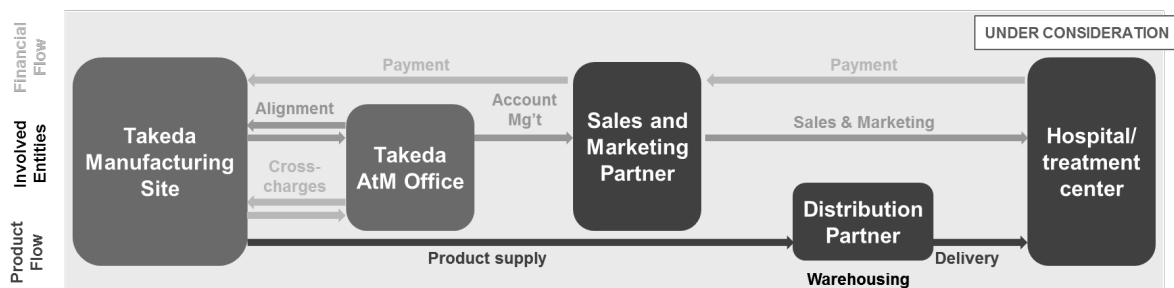 UNDER CONSIDERATION
Financial
Flow
Involved
Entities
Product
Flow
Takeda
Manufacturing
Site
Payment
Alignment
Cross-
charges
Takeda
AtM Office
Account
Mg't
Sales and
Marketing
Partner
Payment
Sales & Marketing
Distribution
Partner
Hospital/
treatment
center
Product supply
Warehousing
Delivery